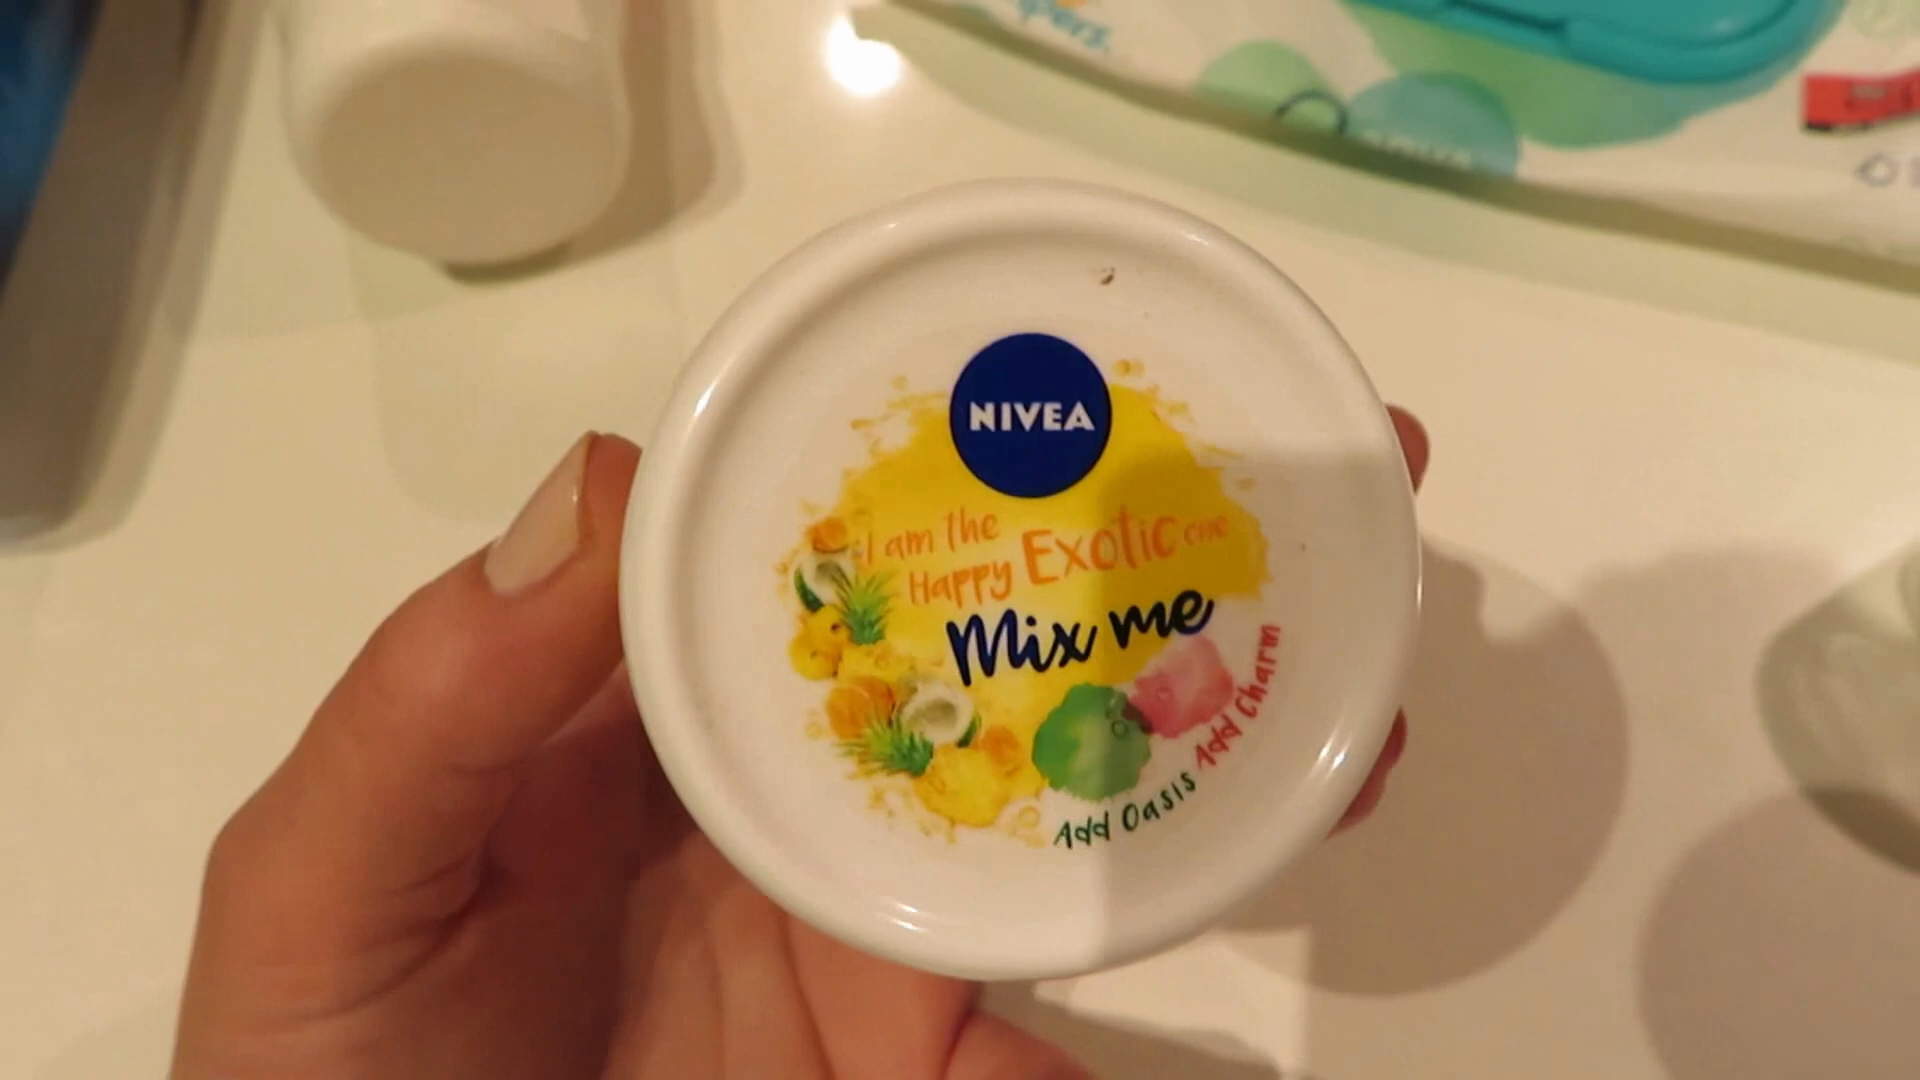 NIVEA
I am the
Happy Exotic one
Mix me
Add Oasis Add Charm